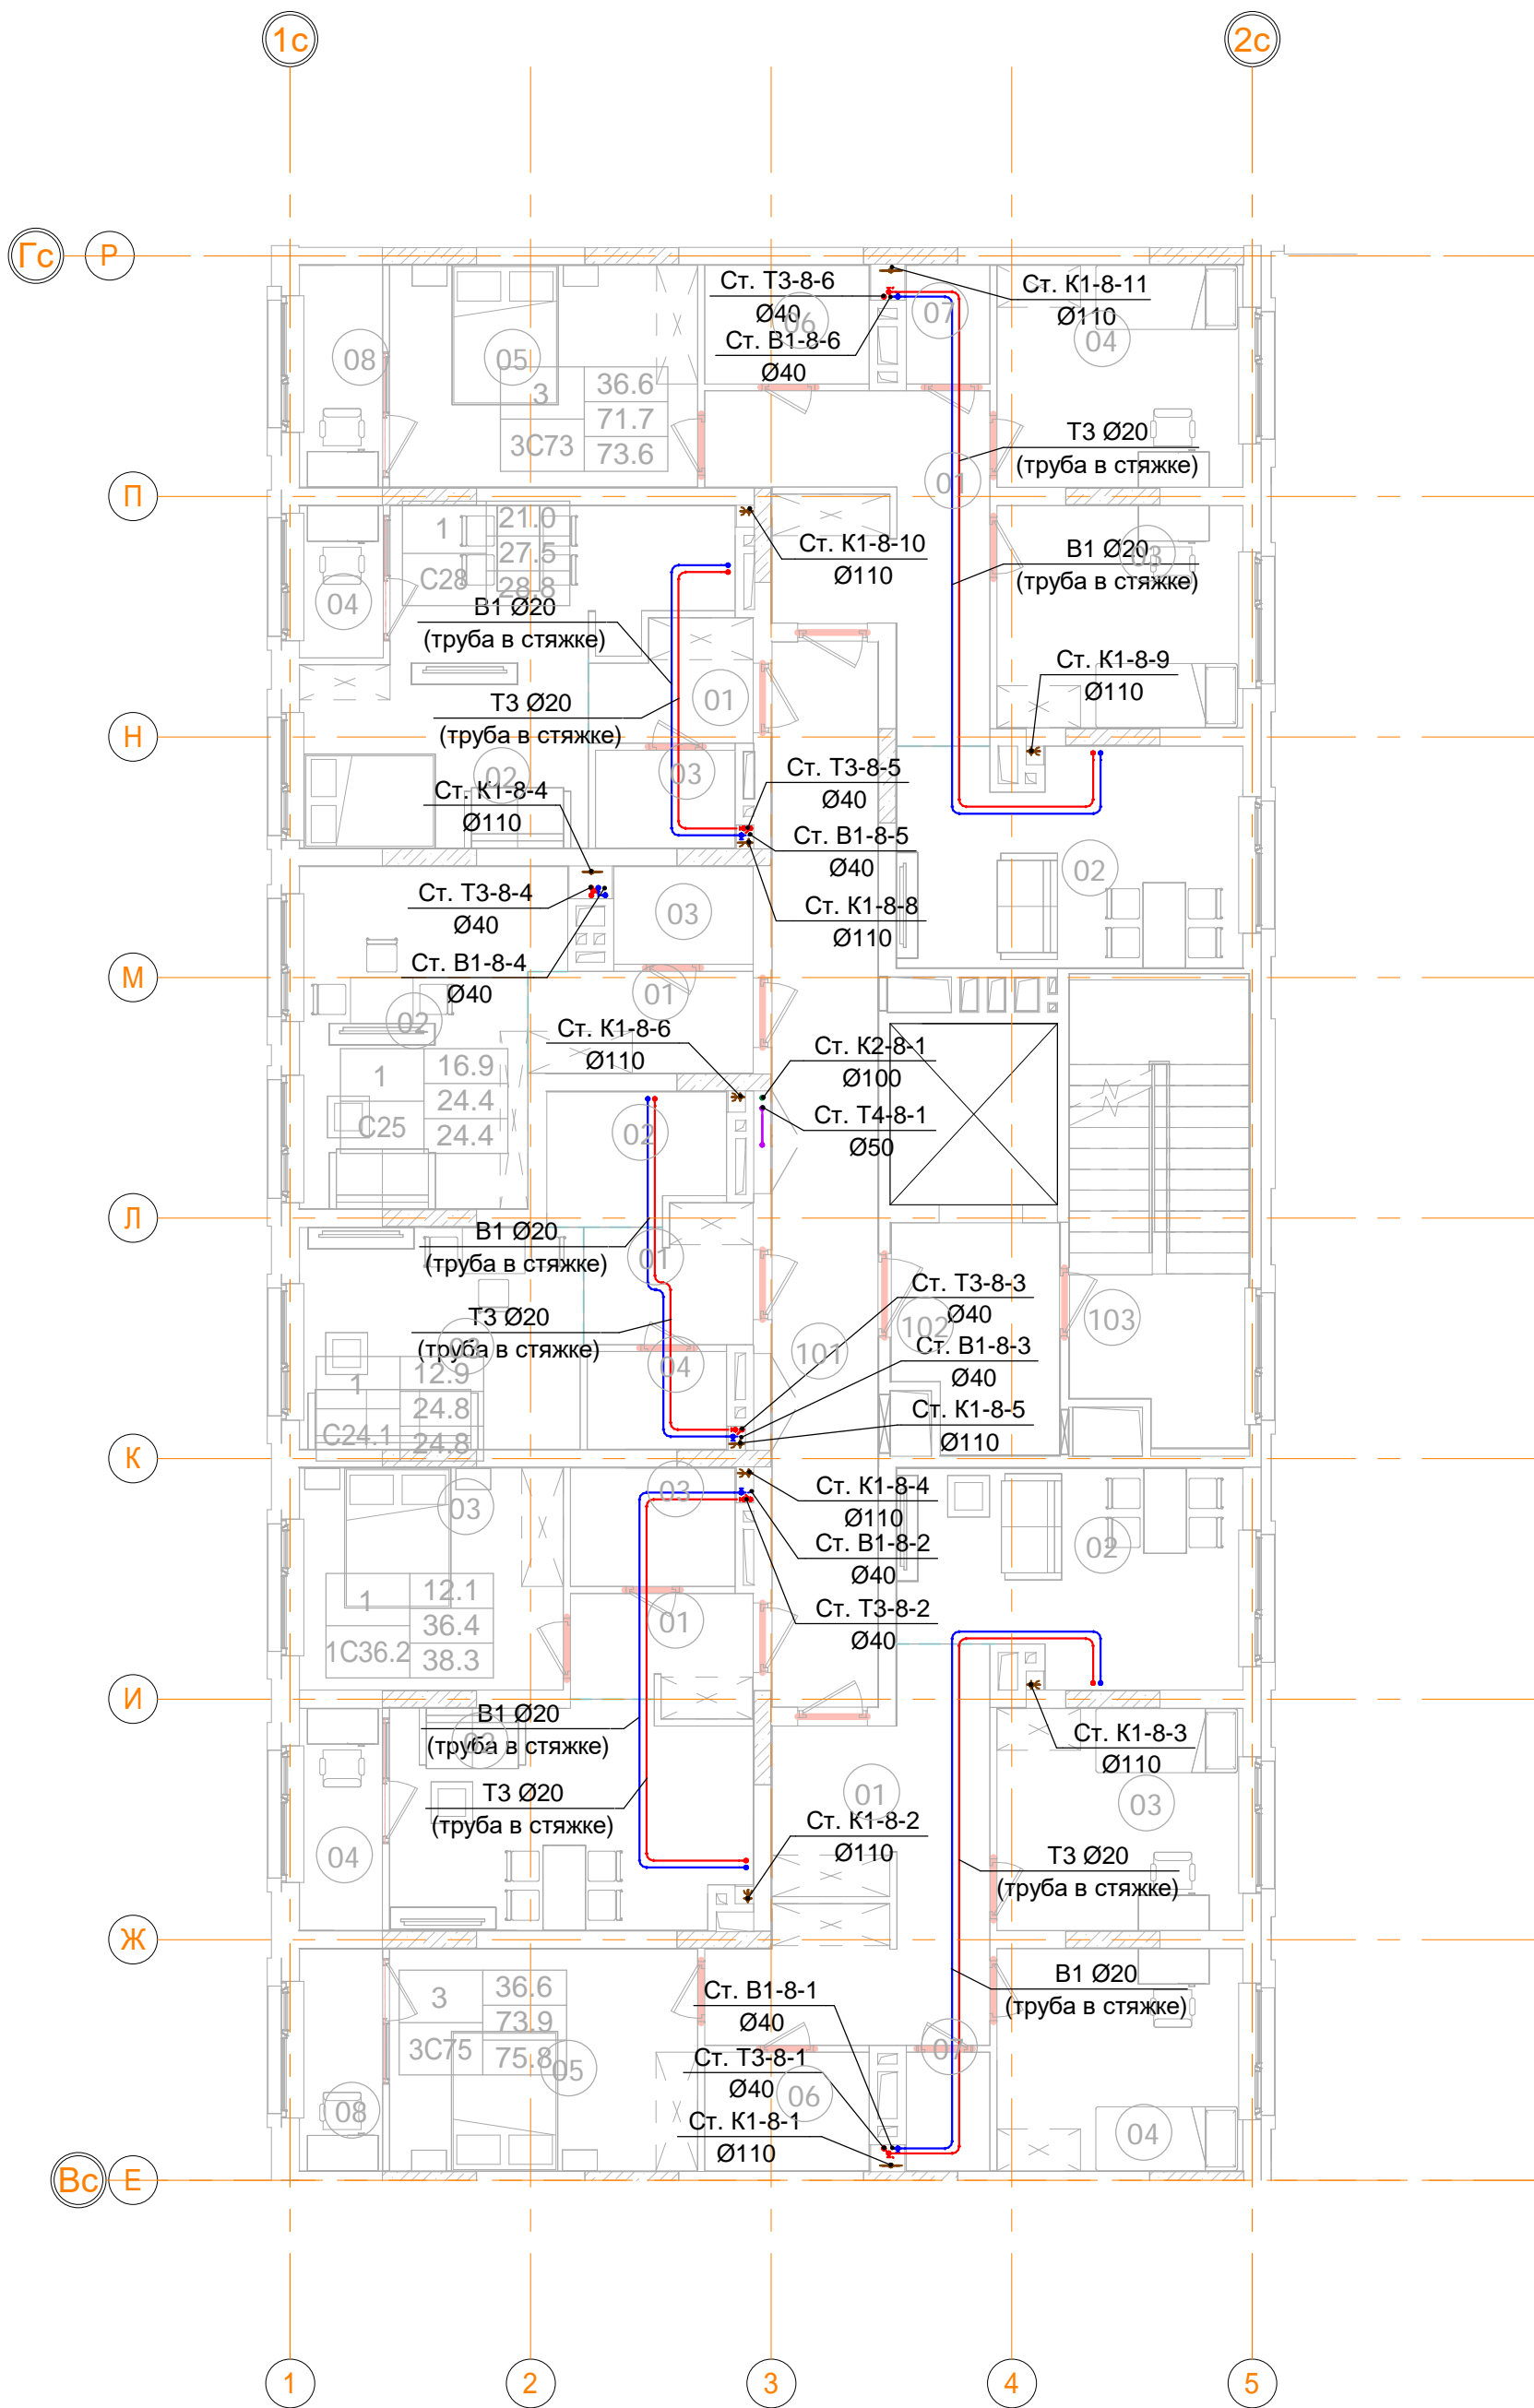 1с
2с
Гс
Р
Ст. Т3-8-6
Ø40
Ст. В1-8-6
Ø40
Ст. К1-8-11
Ø110
06
07
04
08
05
3
3С73
36.6
71.7
73.6
Т3 Ø20
(труба в стяжке)
01
П
1
С28
21.0
27.5
28.8
Ст. К1-8-10
Ø110
В1 Ø20
(труба в стяжке)
03
04
В1 Ø20
(труба в стяжке)
01
Т3 Ø20
(труба в стяжке)
Ст. К1-8-9
Ø110
Н
02
03
Ст. К1-8-4
Ø110
Ст. Т3-8-5
Ø40
Ст. В1-8-5
Ø40
Ст. К1-8-8
Ø110
02
Ст. Т3-8-4
Ø40
03
Ст. В1-8-4
Ø40
М
01
02
Ст. К1-8-6
Ø110
Ст. К2-8-1
Ø100
Ст. Т4-8-1
Ø50
1
С25
16.9
24.4
24.4
02
Л
В1 Ø20
(труба в стяжке)
01
Т3 Ø20
(труба в стяжке)
04
101
Ст. Т3-8-3
Ø40
102
103
Ст. В1-8-3
Ø40
Ст. К1-8-5
Ø110
1
С24.1
12.9
24.8
24.8
К
03
03
Ст. К1-8-4
Ø110
Ст. В1-8-2
Ø40
Ст. Т3-8-2
Ø40
02
1
1С36.2
12.1
36.4
38.3
01
И
В1 Ø20
(труба в стяжке)
02
Т3 Ø20
(труба в стяжке)
04
Ст. К1-8-3
Ø110
03
01
Ст. К1-8-2
Ø110
Т3 Ø20
(труба в стяжке)
Ж
3
3С75
36.6
73.9
75.8
05
08
Ст. В1-8-1
Ø40
Ст. Т3-8-1
Ø40
Ст. К1-8-1
Ø110
06
07
В1 Ø20
(труба в стяжке)
04
Вс
Е
1
2
3
4
5